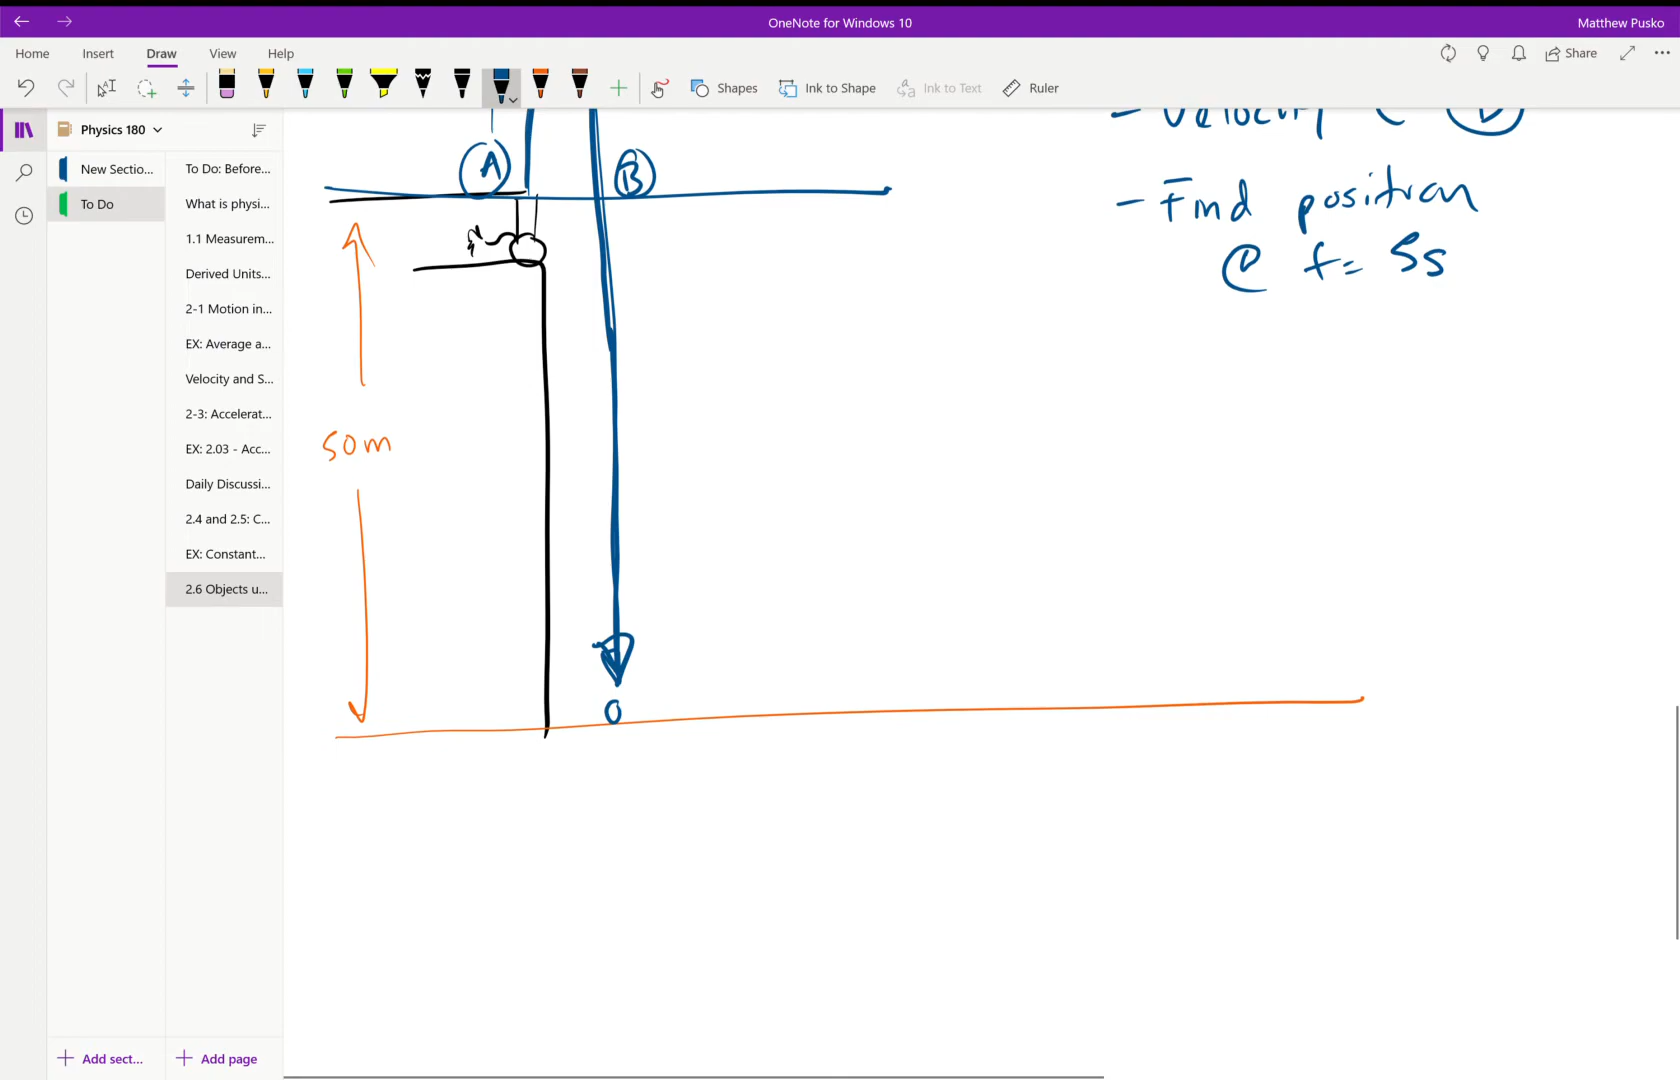 OneNote for Windows 10
Matthew Pusko
Home Insert Draw View Help
Share
Shapes Ink to Shape Ink to Text Ruler
Physics 180
New Sectio...
To Do
To Do: Before...
What is physi...
1.1 Measurem...
Derived Units...
2-1 Motion in...
EX: Average a...
Velocity and S...
2-3: Accelerat...
EX: 2.03 - Acc...
Daily Discussi...
2.4 and 2.5: C...
EX: Constant...
2.6 Objects u...
Add sect...
Add page
A
B
50m
0
- Velocity @
- Find position
@ t= 5s